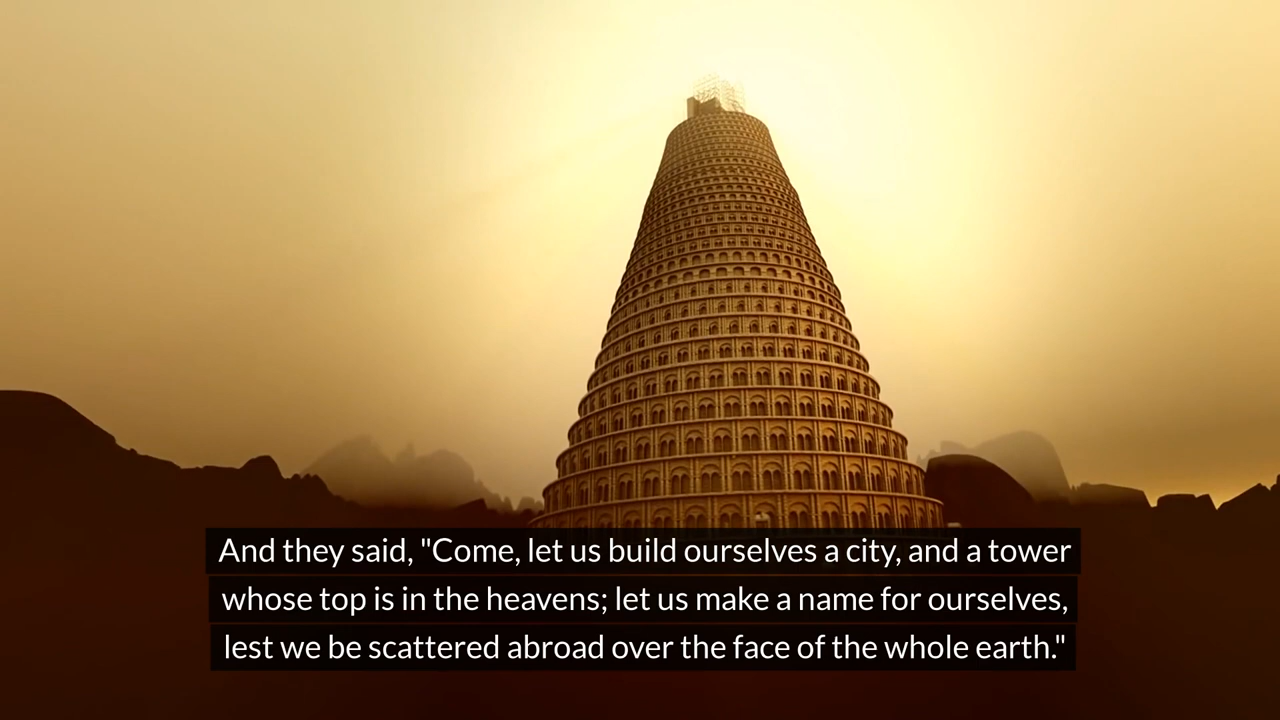 And they said, "Come, let us build ourselves a city, and a tower
whose top is in the heavens; let us make a name for ourselves,
lest we be scattered abroad over the face of the whole earth."